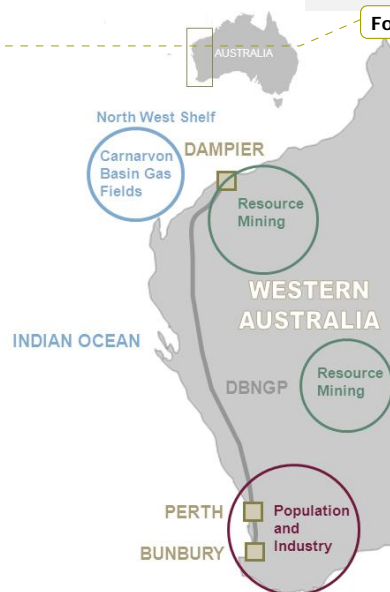 Fo
AUSTRALIA
North West Shelf
Carnarvon
Basin Gas
Fields
DAMPIER
Resource
Mining
WESTERN
AUSTRALIA
INDIAN OCEAN
Resource
Mining
DBNGP
PERTH
Population
and
Industry
BUNBURY